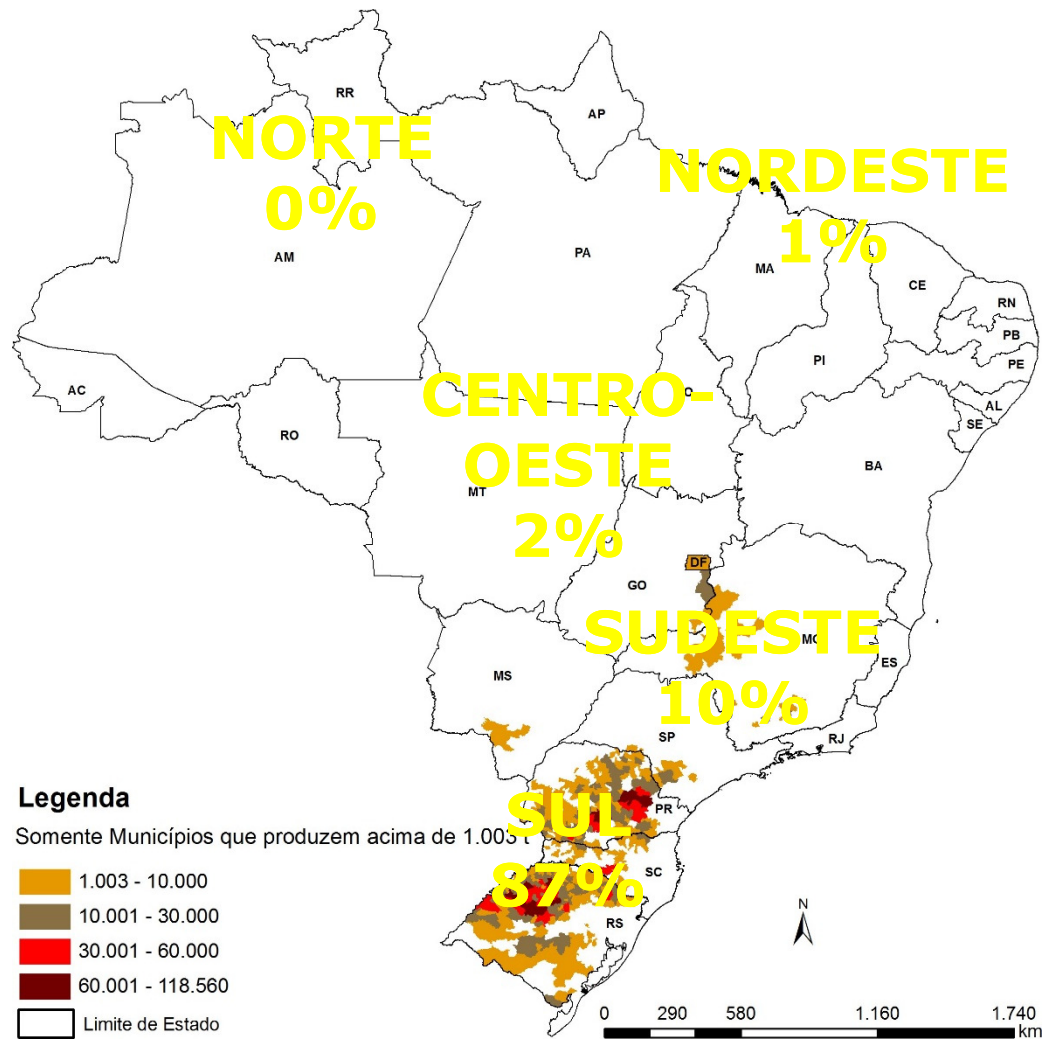 RR
AP
NORTE
0%
NORDESTE
1%
AM
PA
MA
CE
RN
PB
PE
PI
AL
SE
AC
RO
CENTRO-
OESTE
2%
MT
BA
DF
GO
SUDESTE
10%
MG
ES
MS
SP
RJ
PR
SUL
87%
SC
RS
N
Legenda
Somente Municípios que produzem acima de 1.003 t
1.003 - 10.000
10.001 - 30.000
30.001 - 60.000
60.001 - 118.560
Limite de Estado
0 290 580 1.160 1.740
km